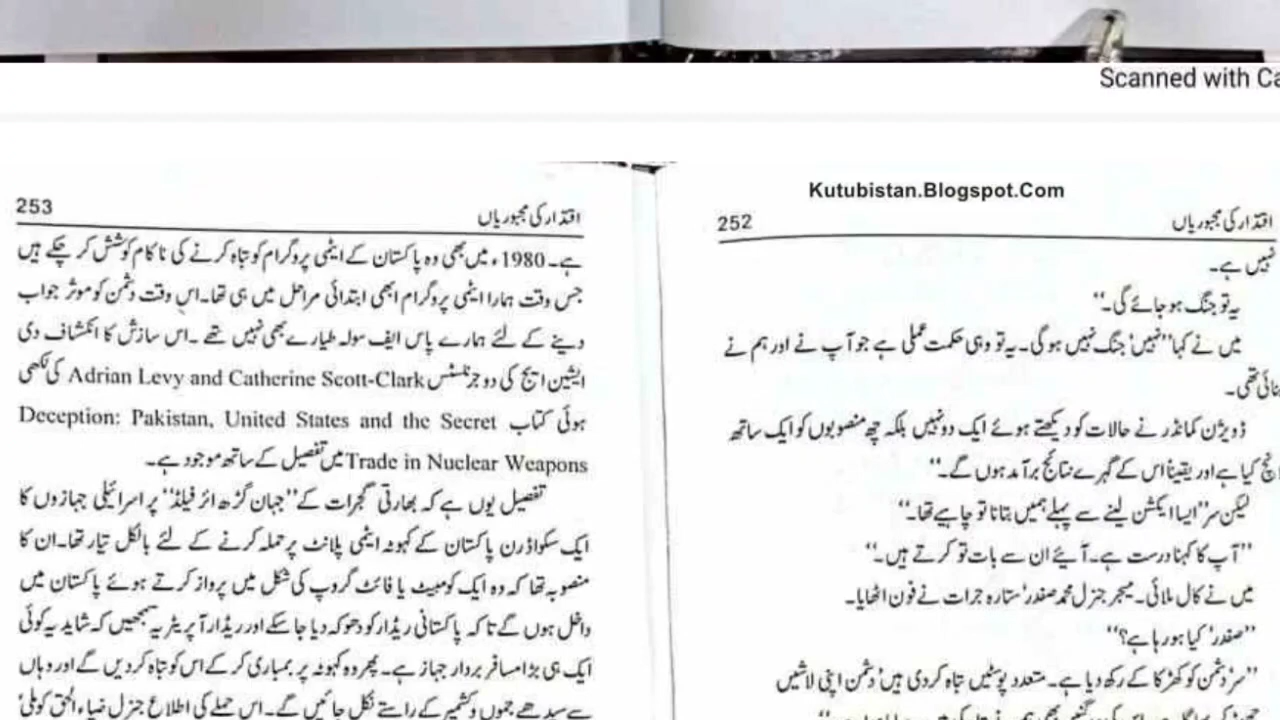 Scanned with Ca
Kutubistan.Blogspot.Com
252
اقتدار کی مجبوریاں
نہیں ہے۔
یہ تو جنگ ہو جائے گی۔‘‘
میں نے کہا ’’نہیں‘ جنگ نہیں ہوگی۔ یہ تو وہی حکمت عملی ہے جو آپ نے اور ہم نے
بنائی تھی۔
ڈویژن کمانڈر نے حالات کو دیکھتے ہوئے ایک دو نہیں بلکہ چھ منصوبوں کو ایک ساتھ
لانچ کیا ہے اور یقیناً اس کے گہرے نتائج برآمد ہوں گے۔‘‘
لیکن سر ’’ایسا ایکشن لینے سے پہلے ہمیں بتانا تو چاہیے تھا۔‘‘
’’آپ کا کہنا درست ہے۔ آیئے ان سے بات تو کرتے ہیں۔‘‘
میں نے کال ملائی۔ میجر جنرل محمد صفدر‘ ستارہ جرات نے فون اٹھایا۔
’’صفدر‘ کیا ہو رہا ہے؟‘‘
’’سر‘ دشمن کو کھڑکا کے رکھ دیا ہے۔ متعدد پوسٹیں تباہ کر دی ہیں‘ دشمن اپنی لاشیں
253
اقتدار کی مجبوریاں
ہے۔ 1980ء میں بھی وہ پاکستان کے ایٹمی پروگرام کو تباہ کرنے کی ناکام کوشش کر چکے ہیں
جس وقت ہمارا ایٹمی پروگرام ابھی ابتدائی مراحل میں ہی تھا۔ اس وقت دشمن کو موثر جواب
دینے کے لئے ہمارے پاس ایف سولہ طیارے بھی نہیں تھے۔ اس سازش کا انکشاف دی
ایشین ایج کی دو جرنلسٹس Adrian Levy and Catherine Scott-Clark کی لکھی
ہوئی کتاب Deception: Pakistan, United States and the Secret
Trade in Nuclear Weapons میں تفصیل کے ساتھ موجود ہے۔
تفصیل یوں ہے کہ بھارتی گجرات کے ’’جہان گڑھ ائر فیلڈ‘‘ پر اسرائیلی جہازوں کا
ایک سکواڈرن پاکستان کے کہوٹہ ایٹمی پلانٹ پر حملہ کرنے کے لئے بالکل تیار تھا۔ ان کا
منصوبہ تھا کہ وہ ایک کومبیٹ یا فائٹ گروپ کی شکل میں پرواز کرتے ہوئے پاکستان میں
داخل ہوں گے تاکہ پاکستانی ریڈار کو دھوکہ دیا جا سکے اور ریڈار آپریٹر یہ سمجھیں کہ شاید یہ کوئی
ایک ہی بڑا مسافر بردار جہاز ہے۔ پھر وہ کہوٹہ پر بمباری کر کے اس کو تباہ کر دیں گے اور وہاں
سے سیدھے جموں و کشمیر کے راستے نکل جائیں گے۔ اس حملے کی اطلاع جنرل ضیاء الحق کو ملی‘